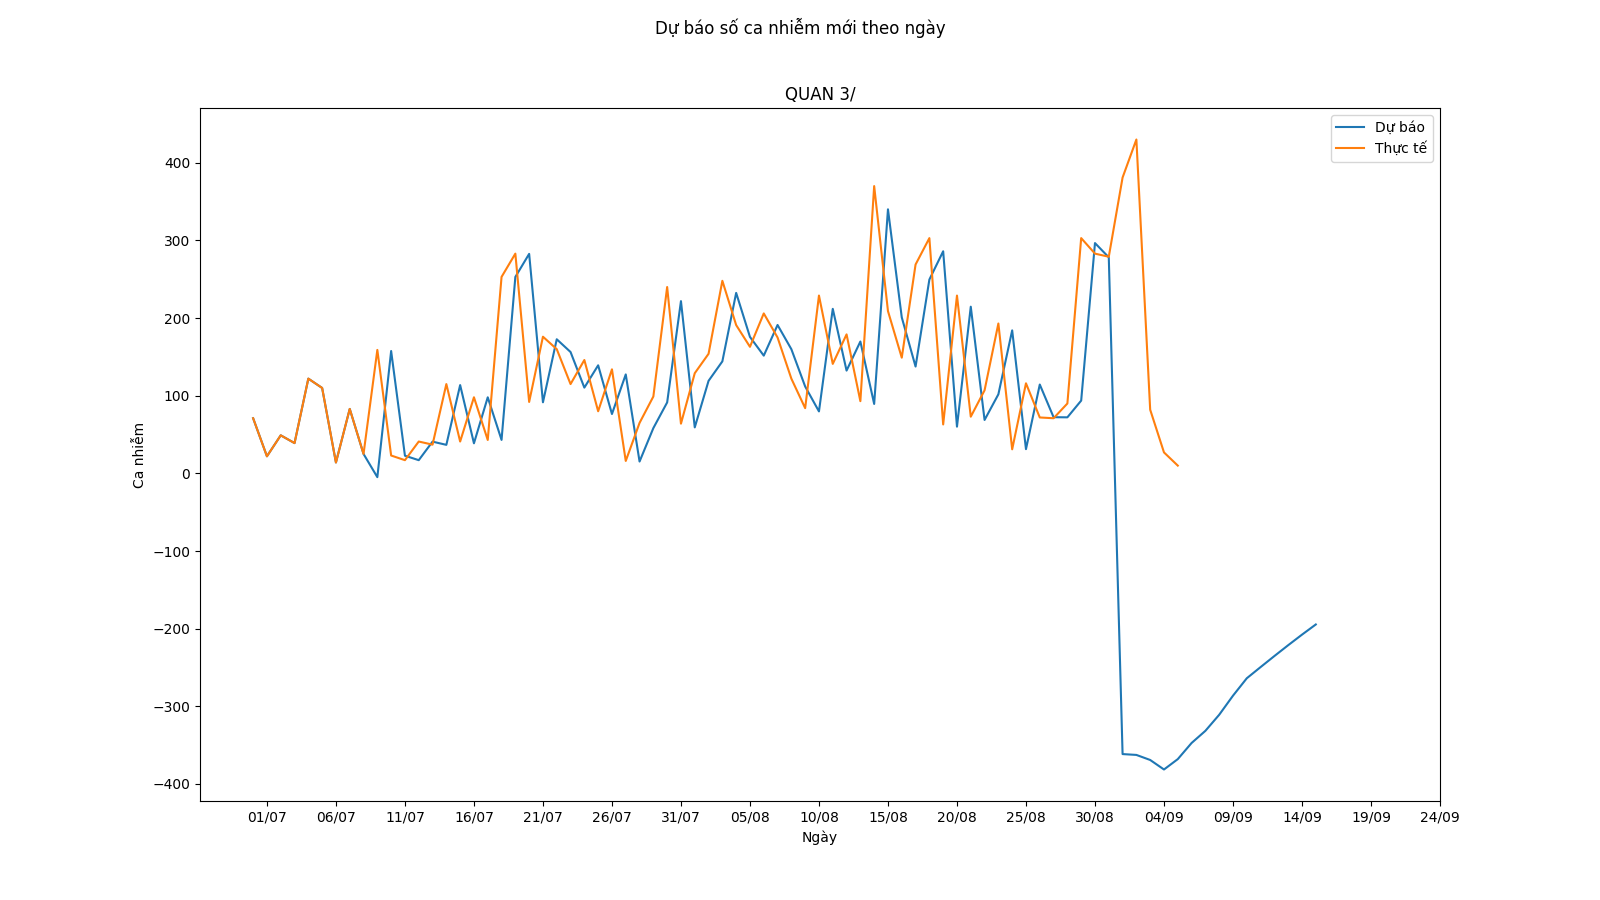 Dự báo số ca nhiễm mới theo ngày
QUAN 3/
Dự báo
Thực tế
400
300
200
100
0
−100
−200
−300
−400
Ca nhiễm
01/07 06/07 11/07 16/07 21/07 26/07 31/07 05/08 10/08 15/08 20/08 25/08 30/08 04/09 09/09 14/09 19/09 24/09
Ngày